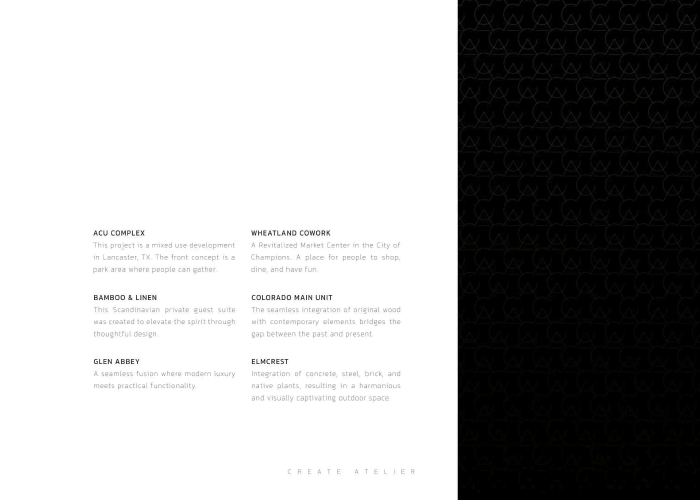 ACU COMPLEX
This project is a mixed use development
in Lancaster, TX. The front concept is a
park area where people can gather.
BAMBOO & LINEN
This Scandinavian private guest suite
was created to elevate the spirit through
thoughtful design.
GLEN ABBEY
A seamless fusion where modern luxury
meets practical functionality.
WHEATLAND COWORK
A Revitalized Market Center in the City of
Champions. A place for people to shop,
dine, and have fun.
COLORADO MAIN UNIT
The seamless integration of original wood
with contemporary elements bridges the
gap between the past and present.
ELMCREST
Integration of concrete, steel, brick, and
native plants, resulting in a harmonious
and visually captivating outdoor space
CREATE ATELIER